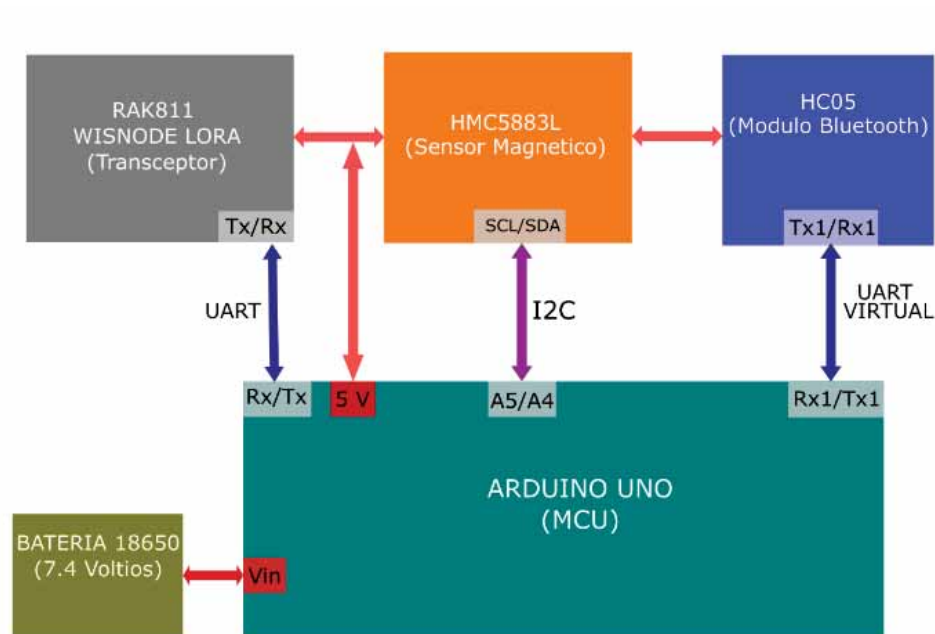 RAK811
WISNODE LORA
(Transceptor)
Tx/Rx
HMC5883L
(Sensor Magnetico)
SCL/SDA
HC05
(Modulo Bluetooth)
Tx1/Rx1
UART
I2C
UART
VIRTUAL
Rx/Tx
5 V
A5/A4
Rx1/Tx1
ARDUINO UNO
(MCU)
BATERIA 18650
(7.4 Voltios)
Vin